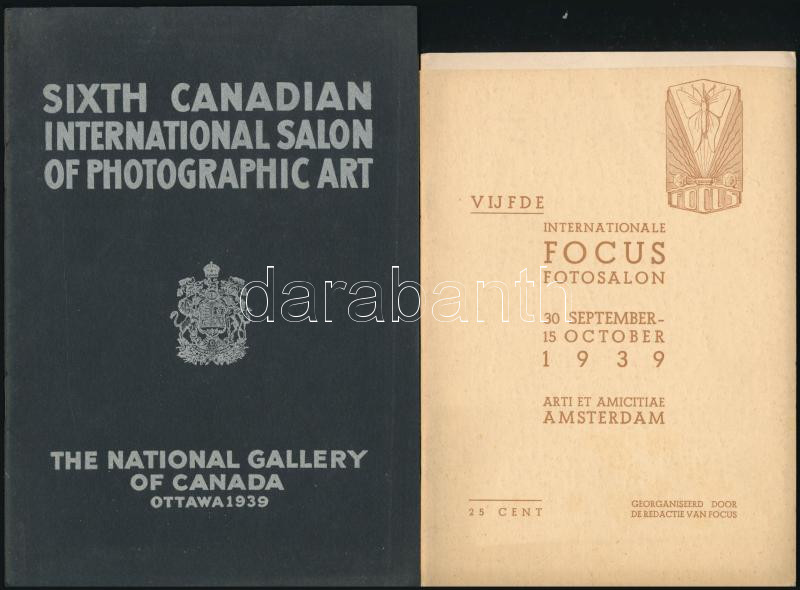 SIXTH CANADIAN
INTERNATIONAL SALON
OF PHOTOGRAPHIC ART
THE NATIONAL GALLERY
OF CANADA
OTTAWA 1939
FOCUS
VIJFDE
INTERNATIONALE
FOCUS
FOTOSALON
30 SEPTEMBER-
15 OCTOBER
1939
ARTI ET AMICITIAE
AMSTERDAM
25 CENT
GEORGANISEERD DOOR
DE REDACTIE VAN FOCUS
darabanth